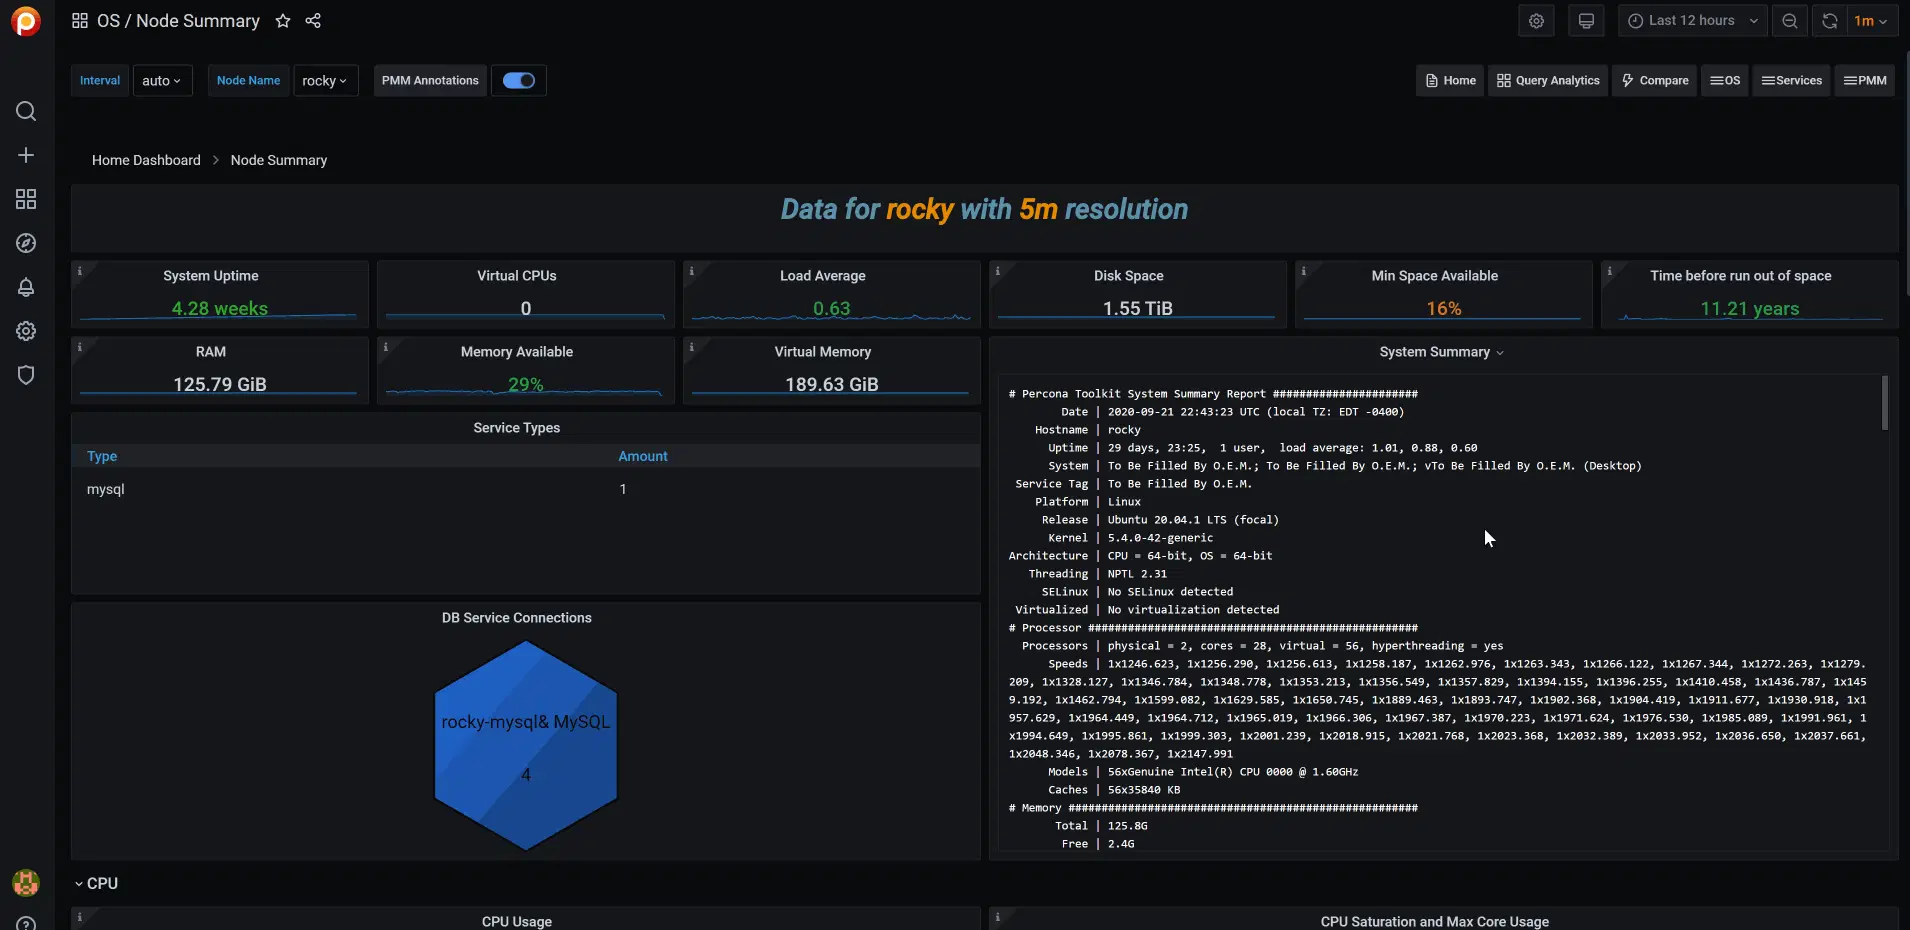 OS / Node Summary
Last 12 hours
1m
Interval
auto
Node Name
rocky
PMM Annotations
Home
Query Analytics
Compare
OS
Services
PMM
Home Dashboard > Node Summary
Data for rocky with 5m resolution
System Uptime
4.28 weeks
Virtual CPUs
0
Load Average
0.63
Disk Space
1.55 TiB
Min Space Available
16%
Time before run out of space
11.21 years
RAM
125.79 GiB
Memory Available
29%
Virtual Memory
189.63 GiB
Service Types
Type Amount
mysql 1
DB Service Connections
rocky-mysql& MySQL
4
System Summary
# Percona Toolkit System Summary Report ######################
Date | 2020-09-21 22:43:23 UTC (local TZ: EDT -0400)
Hostname | rocky
Uptime | 29 days, 23:25, 1 user, load average: 1.01, 0.88, 0.60
System | To Be Filled By O.E.M.; To Be Filled By O.E.M.; vTo Be Filled By O.E.M. (Desktop)
Service Tag | To Be Filled By O.E.M.
Platform | Linux
Release | Ubuntu 20.04.1 LTS (focal)
Kernel | 5.4.0-42-generic
Architecture | CPU = 64-bit, OS = 64-bit
Threading | NPTL 2.31
SELinux | No SELinux detected
Virtualized | No virtualization detected
# Processor ##################################################
Processors | physical = 2, cores = 28, virtual = 56, hyperthreading = yes
Speeds | 1x1246.623, 1x1256.290, 1x1256.613, 1x1258.187, 1x1262.976, 1x1263.343, 1x1266.122, 1x1267.344, 1x1272.263, 1x1279.
209, 1x1328.127, 1x1346.784, 1x1348.778, 1x1353.213, 1x1356.549, 1x1357.829, 1x1394.155, 1x1396.255, 1x1410.458, 1x1436.787, 1x145
9.192, 1x1462.794, 1x1599.082, 1x1629.585, 1x1650.745, 1x1889.463, 1x1893.747, 1x1902.368, 1x1904.419, 1x1911.677, 1x1930.918, 1x1
957.629, 1x1964.449, 1x1964.712, 1x1965.019, 1x1966.306, 1x1967.387, 1x1970.223, 1x1971.624, 1x1976.530, 1x1985.089, 1x1991.961, 1
x1994.649, 1x1995.861, 1x1999.303, 1x2001.239, 1x2018.915, 1x2021.768, 1x2023.368, 1x2032.389, 1x2033.952, 1x2036.650, 1x2037.661,
1x2048.346, 1x2078.367, 1x2147.991
Models | 56xGenuine Intel(R) CPU 0000 @ 1.60GHz
Caches | 56x35840 KB
# Memory #####################################################
Total | 125.8G
Free | 2.4G
CPU
CPU Usage
CPU Saturation and Max Core Usage